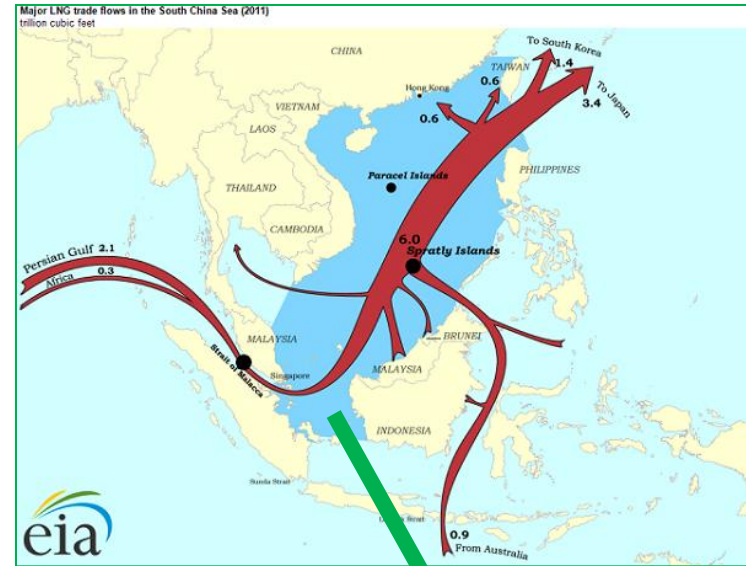 Major LNG trade flows in the South China Sea (2011)
trillion cubic feet
CHINA
To South Korea
1.4
TAIWAN
0.6
To Japan
3.4
Hong Kong
0.6
VIETNAM
LAOS
Paracel Islands
PHILIPPINES
THAILAND
CAMBODIA
6.0
Spratly Islands
Persian Gulf 2.1
Africa 0.3
BRUNEI
MALAYSIA
Strait of Malacca
Singapore
MALAYSIA
INDONESIA
Sunda Strait
Strait
eia
0.9
From Australia